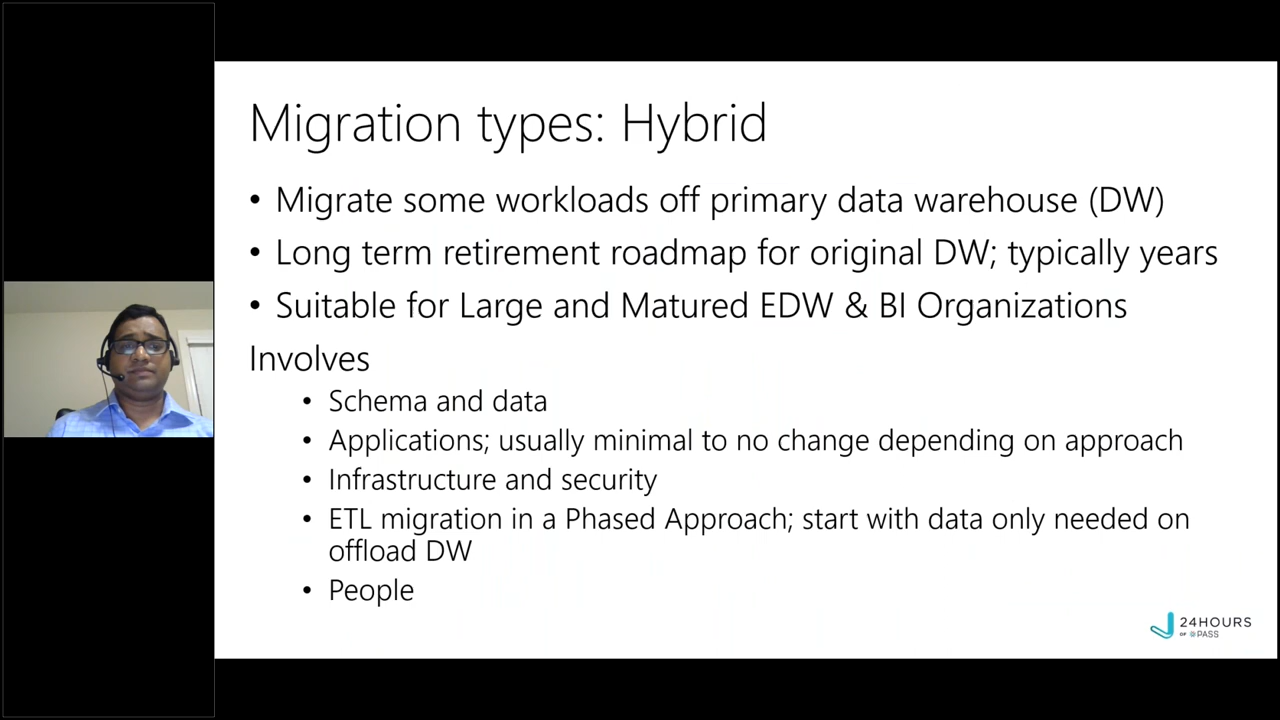 Migration types: Hybrid
• Migrate some workloads off primary data warehouse (DW)
• Long term retirement roadmap for original DW; typically years
• Suitable for Large and Matured EDW & BI Organizations
Involves
• Schema and data
• Applications; usually minimal to no change depending on approach
• Infrastructure and security
• ETL migration in a Phased Approach; start with data only needed on
offload DW
• People
24HOURS
OF PASS